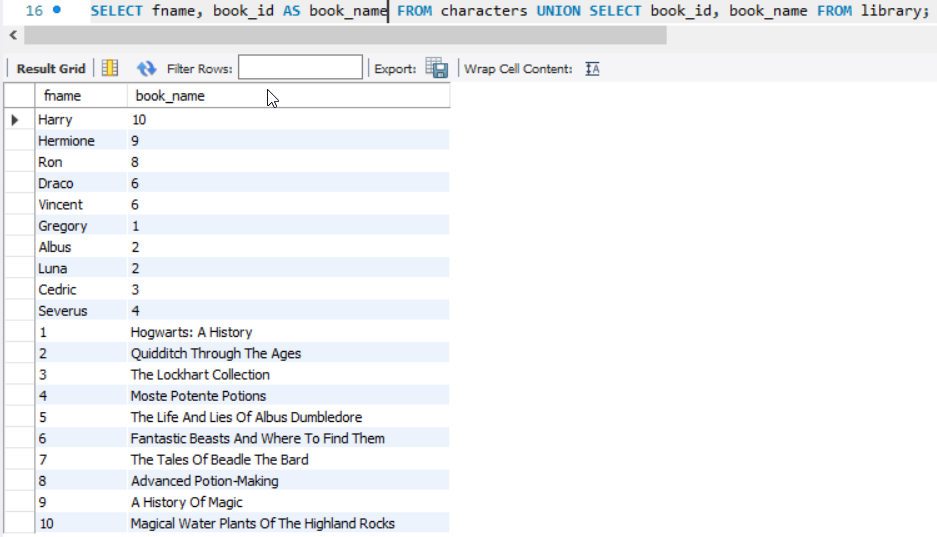 16 SELECT fname, book_id AS book_name FROM characters UNION SELECT book_id, book_name FROM library;
Result Grid Filter Rows: Export: Wrap Cell Content: IA
fname book_name
Harry 10
Hermione 9
Ron 8
Draco 6
Vincent 6
Gregory 1
Albus 2
Luna 2
Cedric 3
Severus 4
1 Hogwarts: A History
2 Quidditch Through The Ages
3 The Lockhart Collection
4 Moste Potente Potions
5 The Life And Lies Of Albus Dumbledore
6 Fantastic Beasts And Where To Find Them
7 The Tales Of Beadle The Bard
8 Advanced Potion-Making
9 A History Of Magic
10 Magical Water Plants Of The Highland Rocks